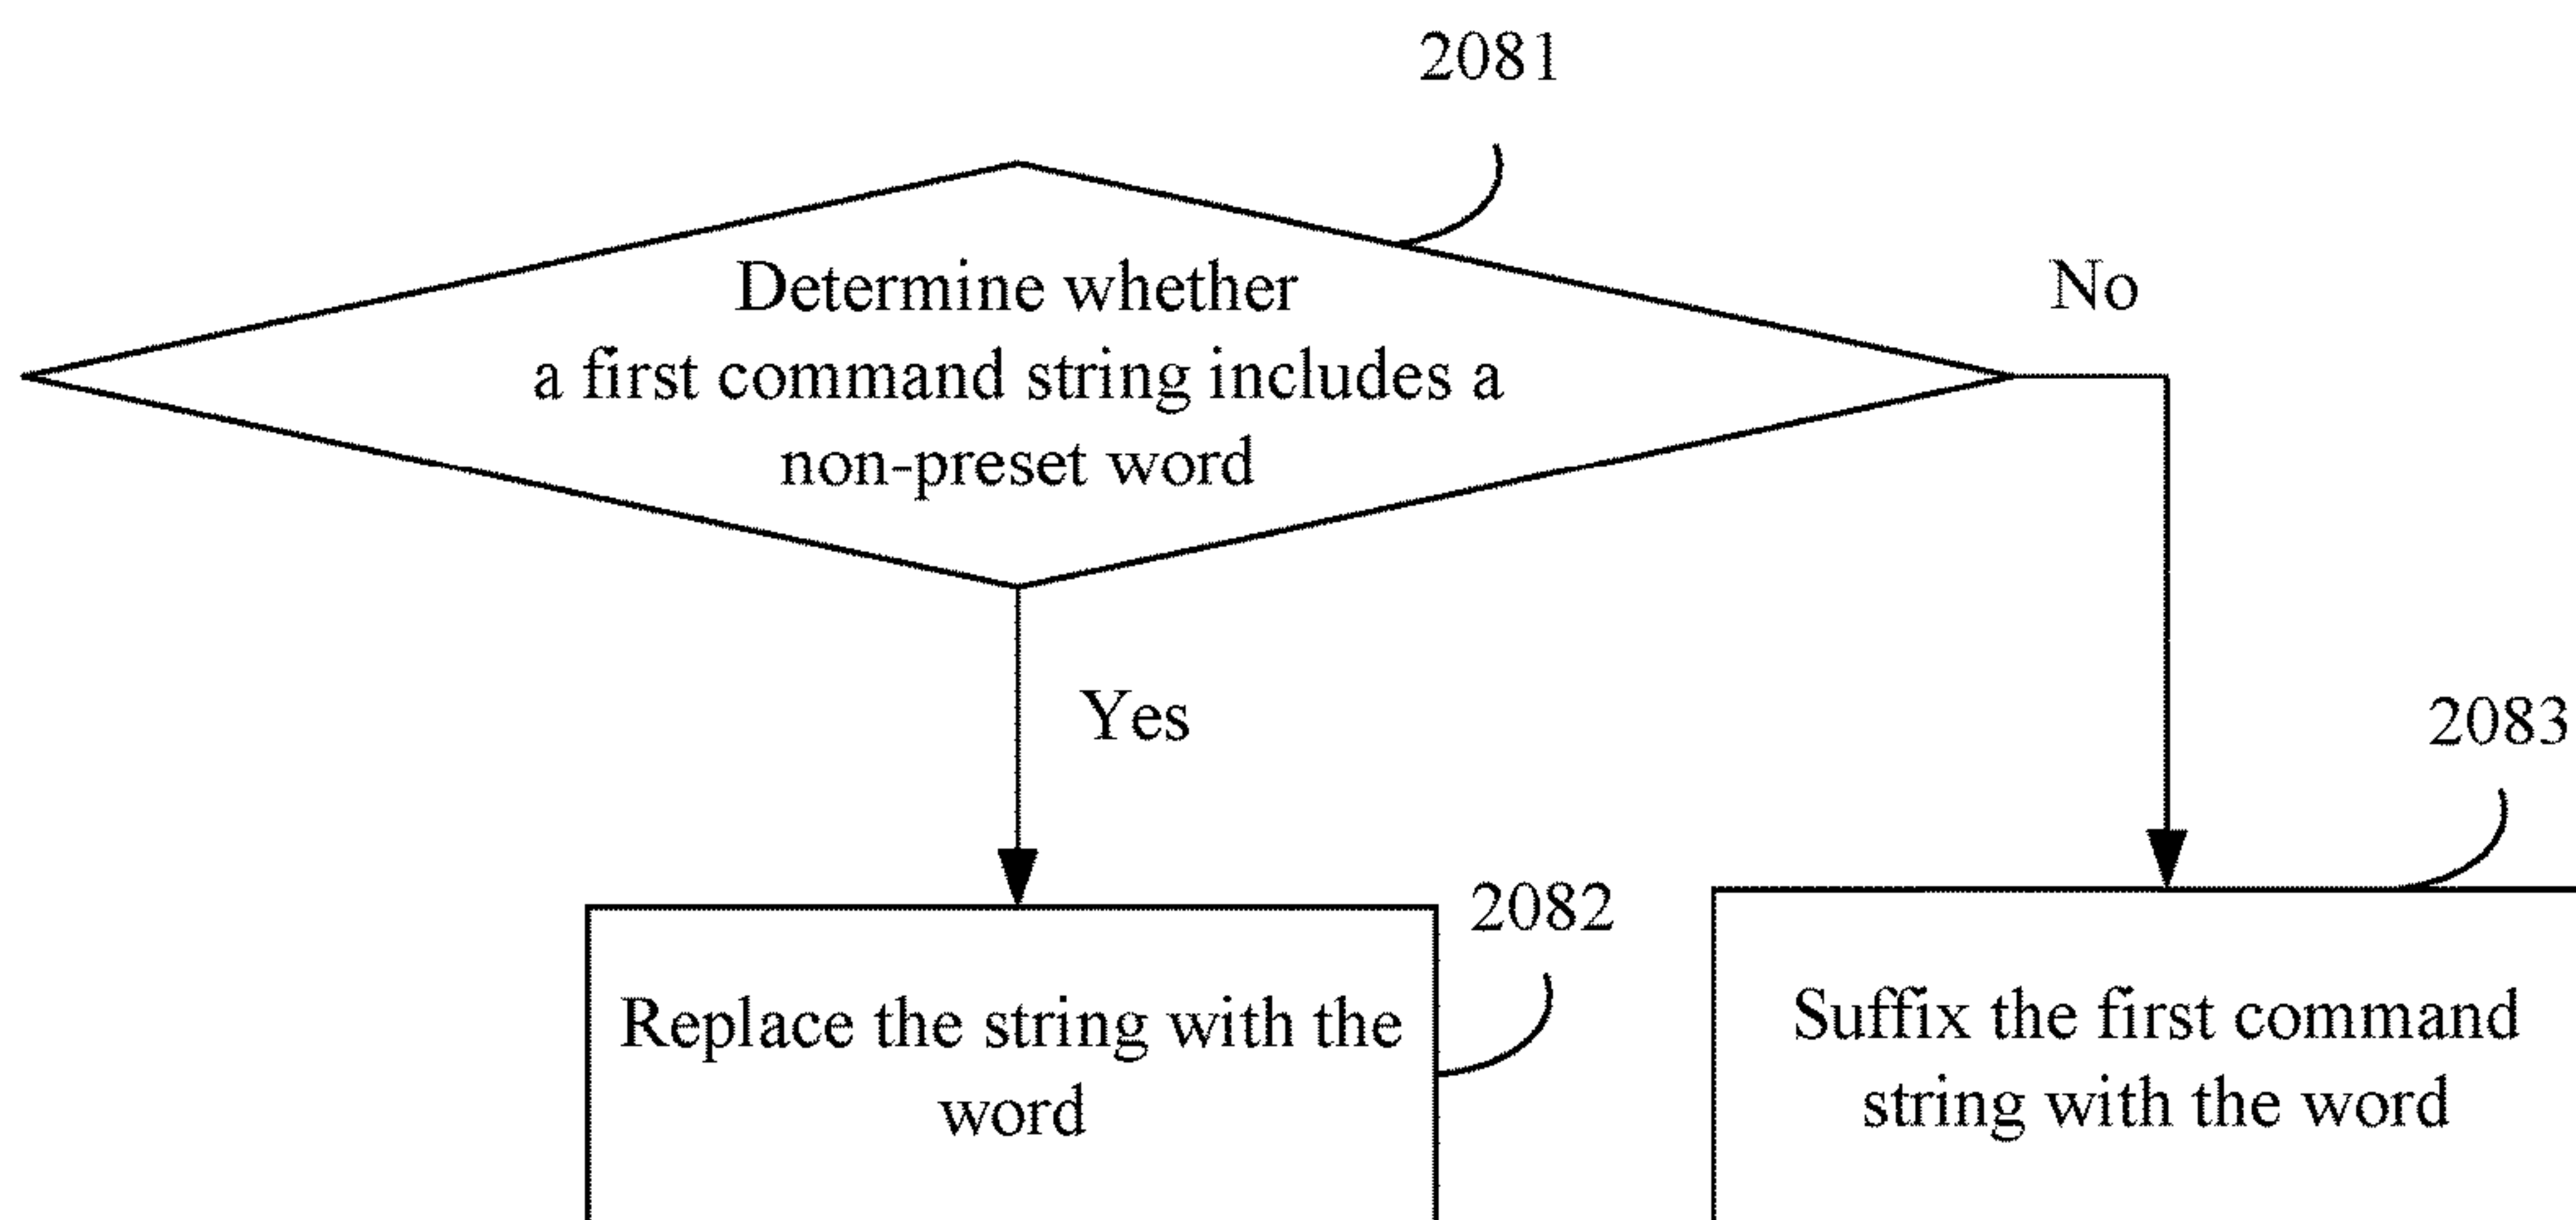 2081
Determine whether
a first command string includes a
non-preset word
No
Yes
2083
2082
Replace the string with the
word
Suffix the first command
string with the word